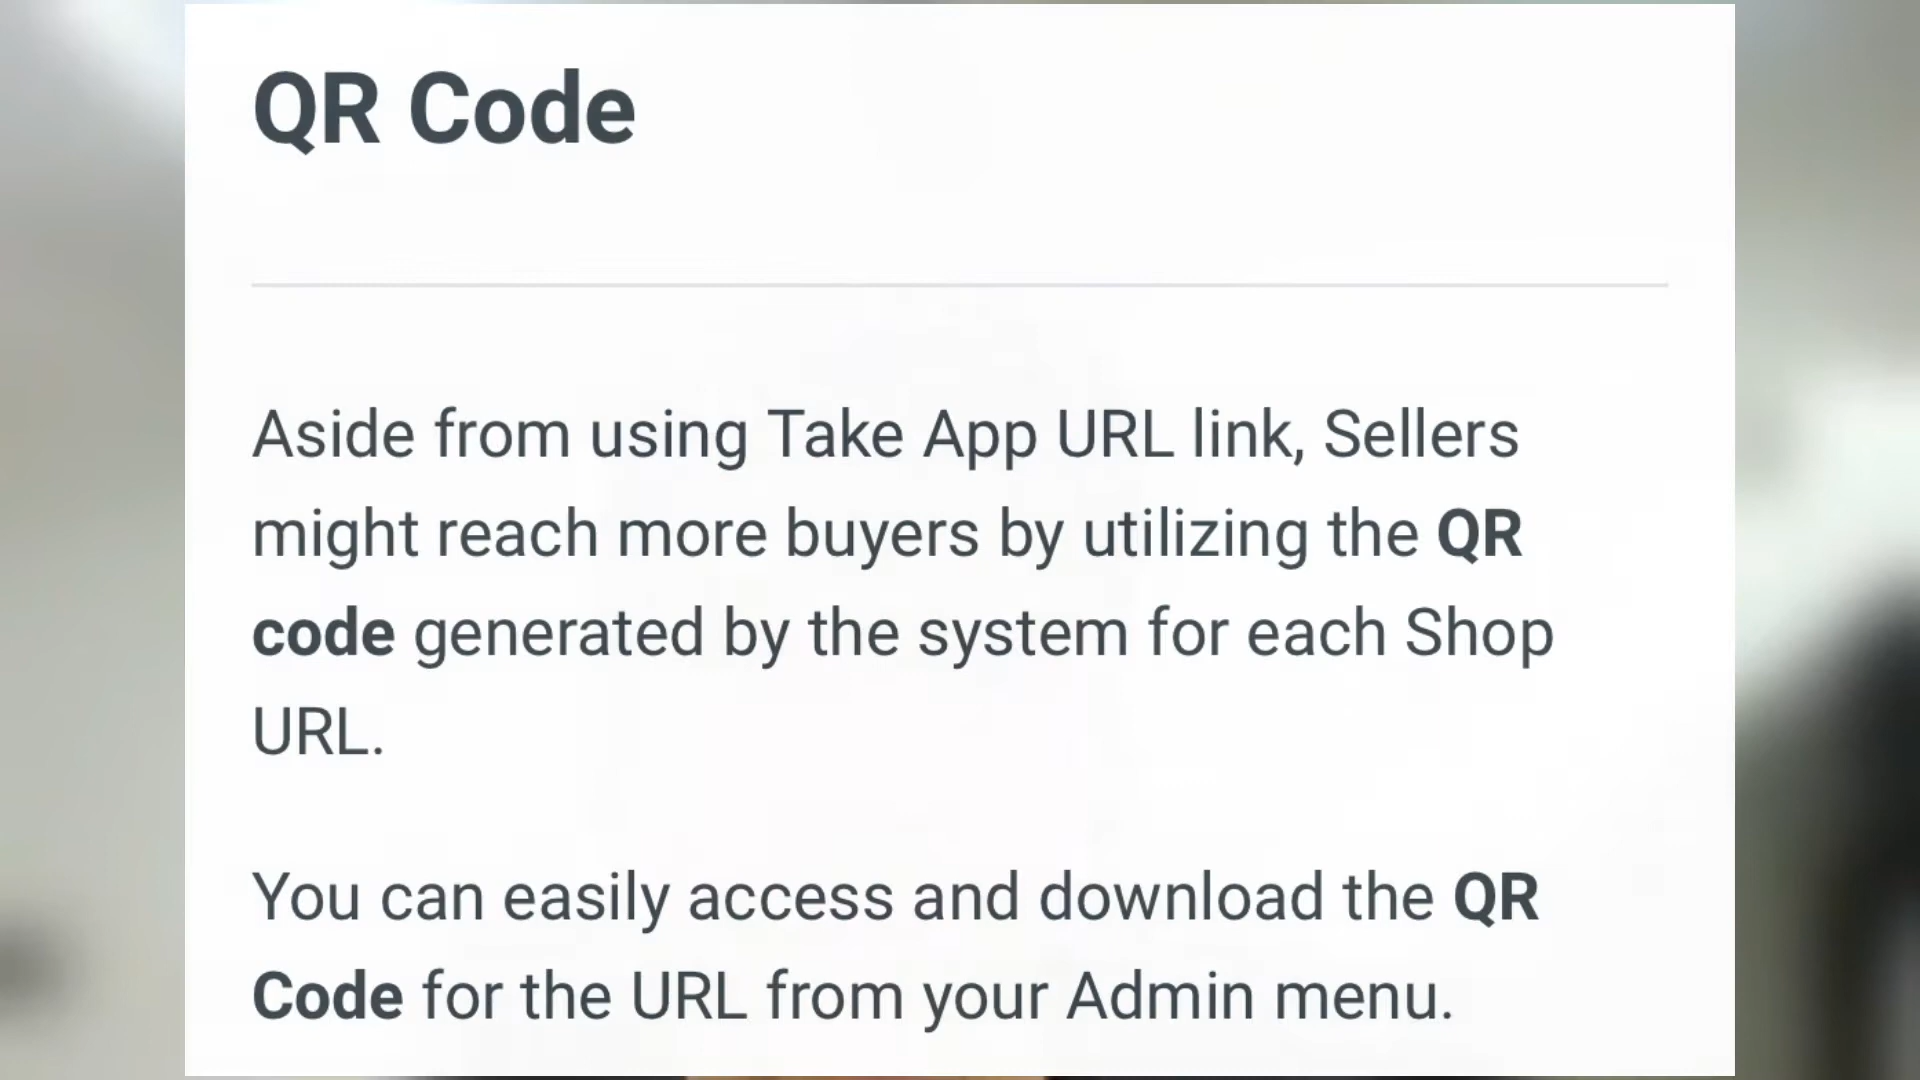 QR Code
Aside from using Take App URL link, Sellers
might reach more buyers by utilizing the QR
code generated by the system for each Shop
URL.
You can easily access and download the QR
Code for the URL from your Admin menu.